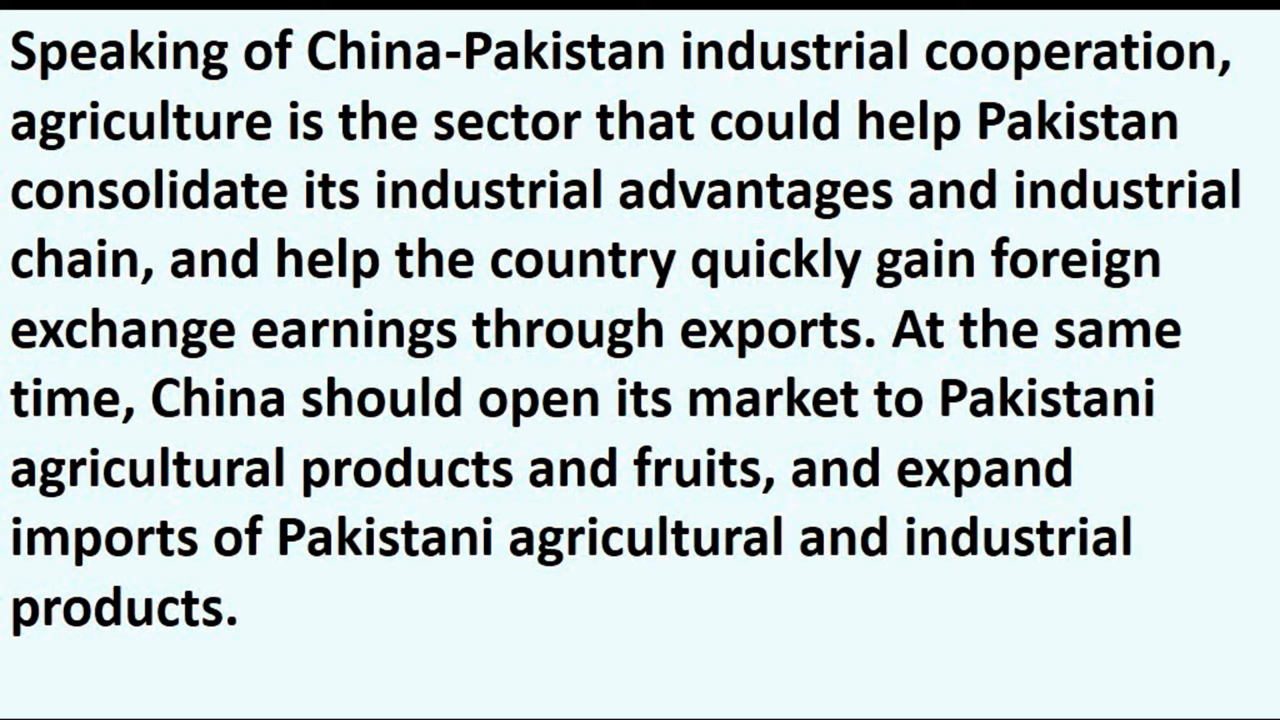 Speaking of China-Pakistan industrial cooperation,
agriculture is the sector that could help Pakistan
consolidate its industrial advantages and industrial
chain, and help the country quickly gain foreign
exchange earnings through exports. At the same
time, China should open its market to Pakistani
agricultural products and fruits, and expand
imports of Pakistani agricultural and industrial
products.